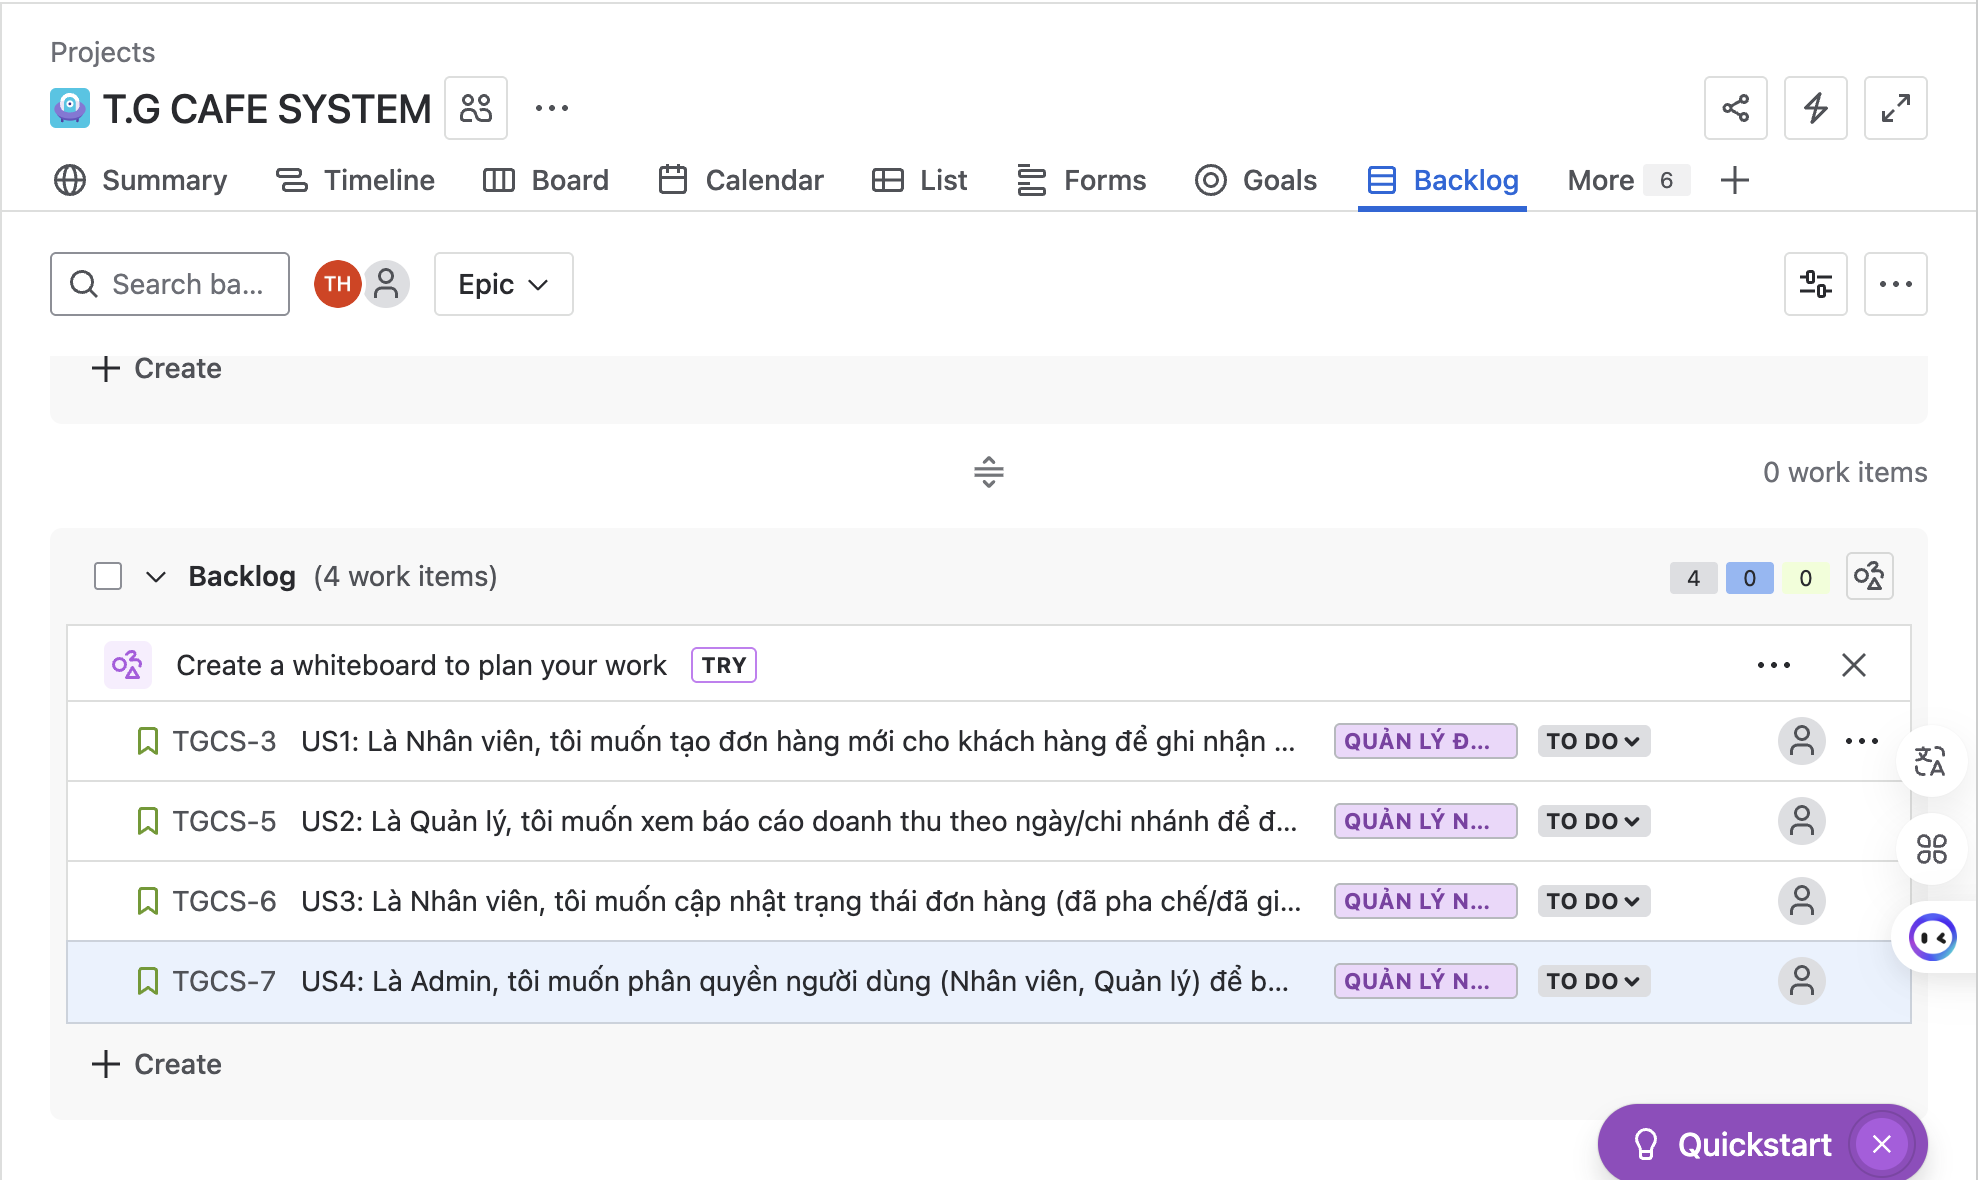 Projects
T.G CAFE SYSTEM
Summary Timeline Board Calendar List Forms Goals Backlog More 6
Search ba... TH Epic
Create
0 work items
Backlog (4 work items) 4 0 0
Create a whiteboard to plan your work TRY
TGCS-3 US1: Là Nhân viên, tôi muốn tạo đơn hàng mới cho khách hàng để ghi nhận ... QUẢN LÝ Đ... TO DO
TGCS-5 US2: Là Quản lý, tôi muốn xem báo cáo doanh thu theo ngày/chi nhánh để đ... QUẢN LÝ N... TO DO
TGCS-6 US3: Là Nhân viên, tôi muốn cập nhật trạng thái đơn hàng (đã pha chế/đã gi... QUẢN LÝ N... TO DO
TGCS-7 US4: Là Admin, tôi muốn phân quyền người dùng (Nhân viên, Quản lý) để b... QUẢN LÝ N... TO DO
Create
Quickstart